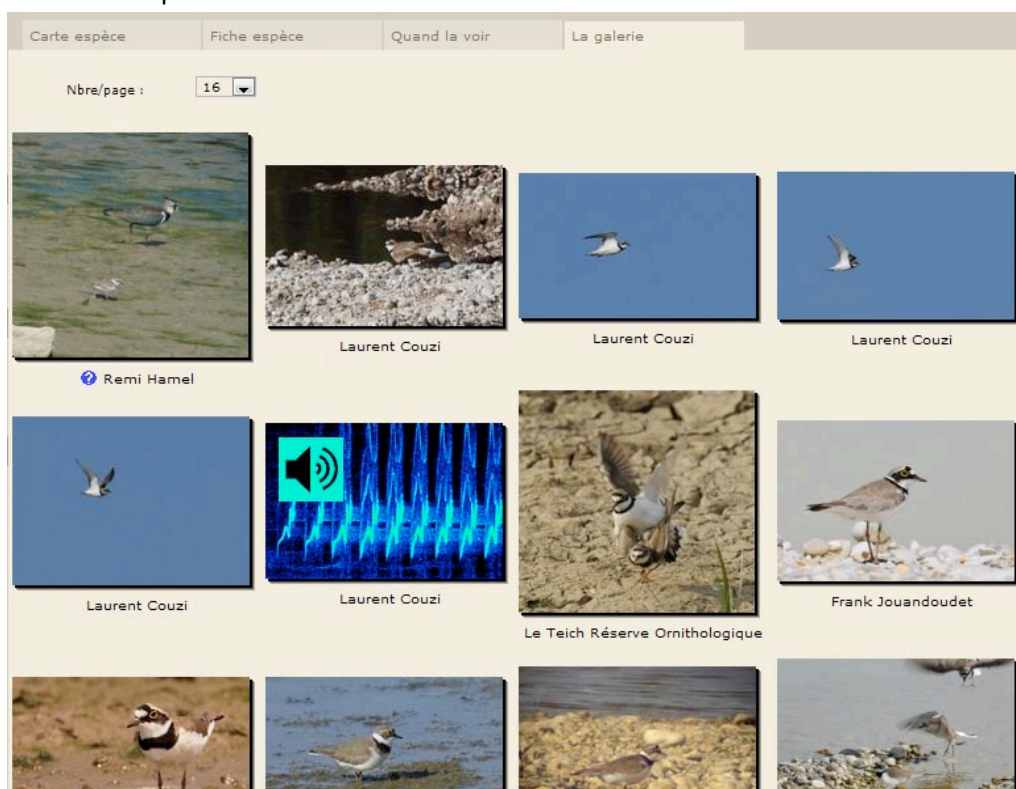 Carte espèce
Fiche espèce
Quand la voir
La galerie
Nbre/page :
16
Laurent Couzi
Laurent Couzi
Laurent Couzi
Remi Hamel
Laurent Couzi
Laurent Couzi
Le Teich Réserve Ornithologique
Frank Jouandoudet